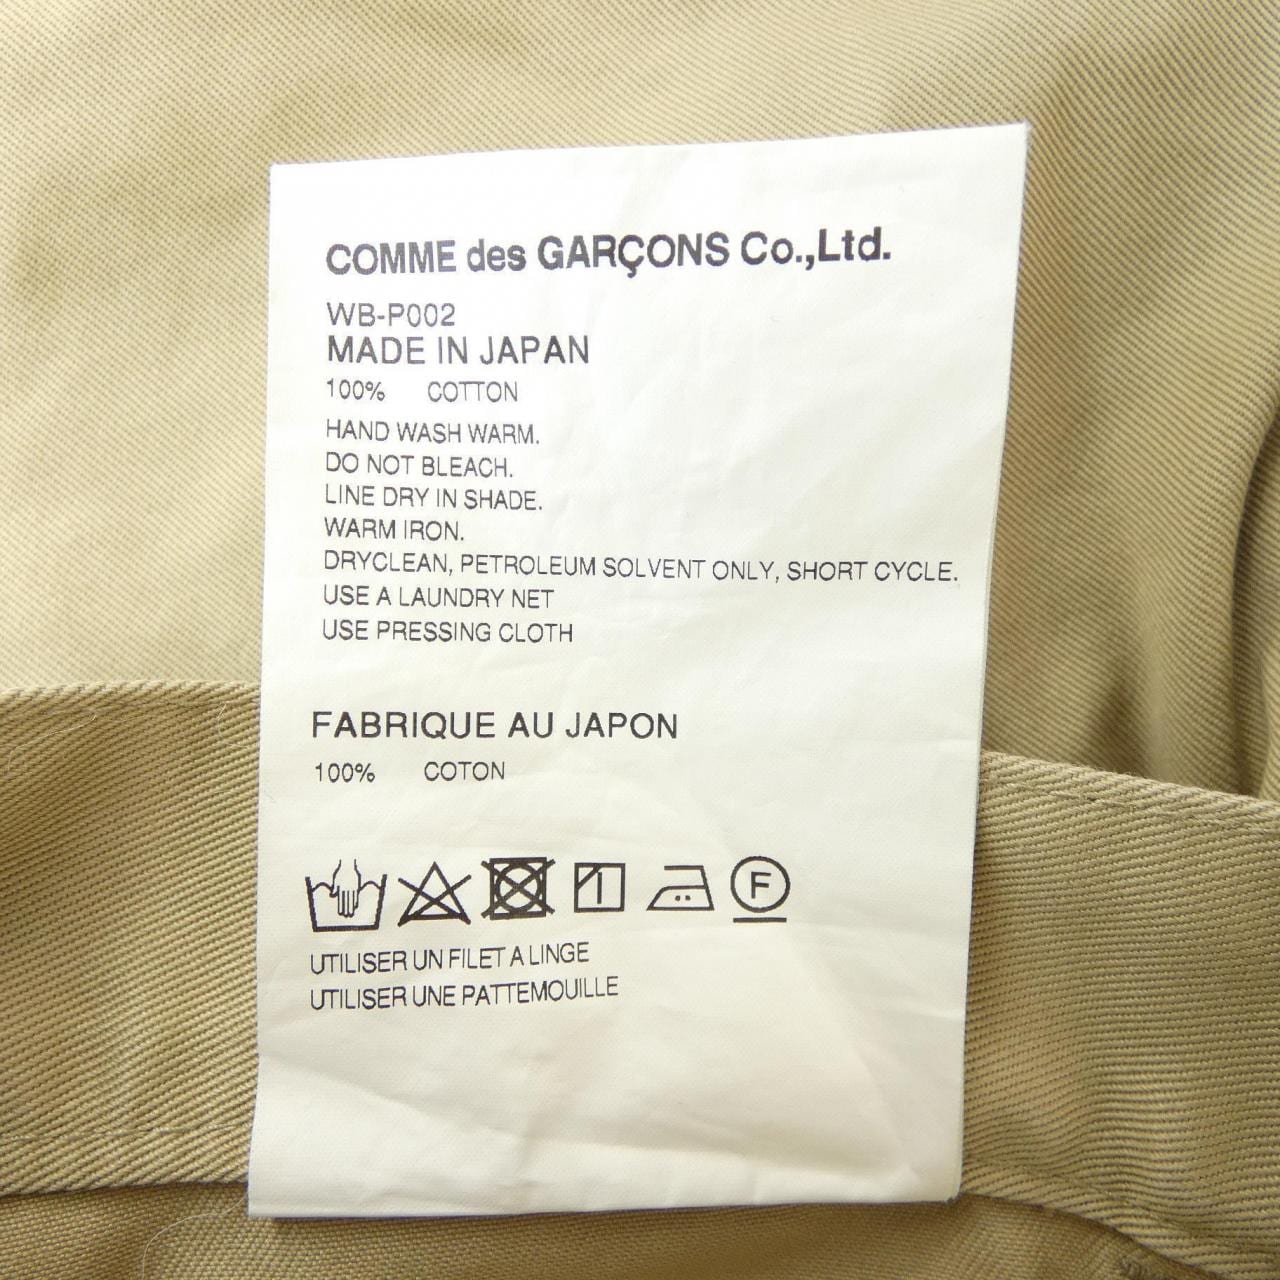 COMME des GARÇONS Co.,Ltd.
WB-P002
MADE IN JAPAN
100% COTTON
HAND WASH WARM.
DO NOT BLEACH.
LINE DRY IN SHADE.
WARM IRON.
DRYCLEAN, PETROLEUM SOLVENT ONLY, SHORT CYCLE.
USE A LAUNDRY NET
USE PRESSING CLOTH
FABRIQUE AU JAPON
100% COTON
F
UTILISER UN FILET A LINGE
UTILISER UNE PATTEMOUILLE